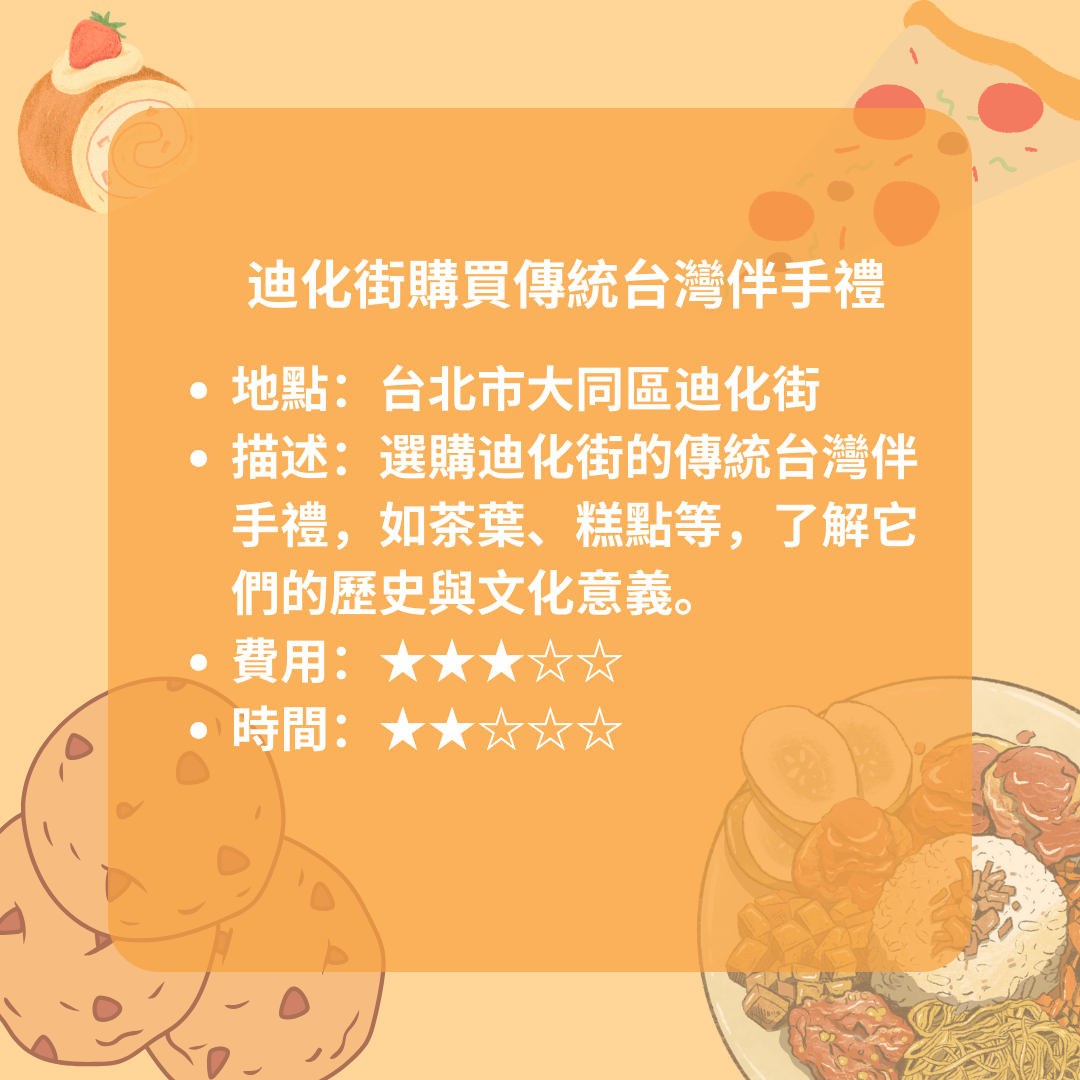 迪化街購買傳統台灣伴手禮
• 地點：台北市大同區迪化街
• 描述：選購迪化街的傳統台灣伴
手禮，如茶葉、糕點等，了解它
們的歷史與文化意義。
• 費用：★★★☆☆
• 時間：★★☆☆☆